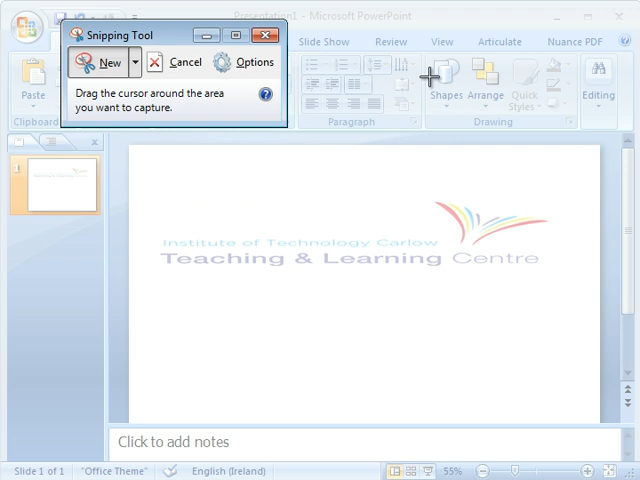 Presentation1 - Microsoft PowerPoint
Snipping Tool
New
Cancel
Options
Drag the cursor around the area
you want to capture.
Slide Show
Review
View
Articulate
Nuance PDF
Paste
Shapes
Arrange
Quick
Styles
Editing
Clipboard
Paragraph
Drawing
1
Institute of Technology Carlow
Teaching & Learning Centre
Click to add notes
Slide 1 of 1
"Office Theme"
English (Ireland)
55%